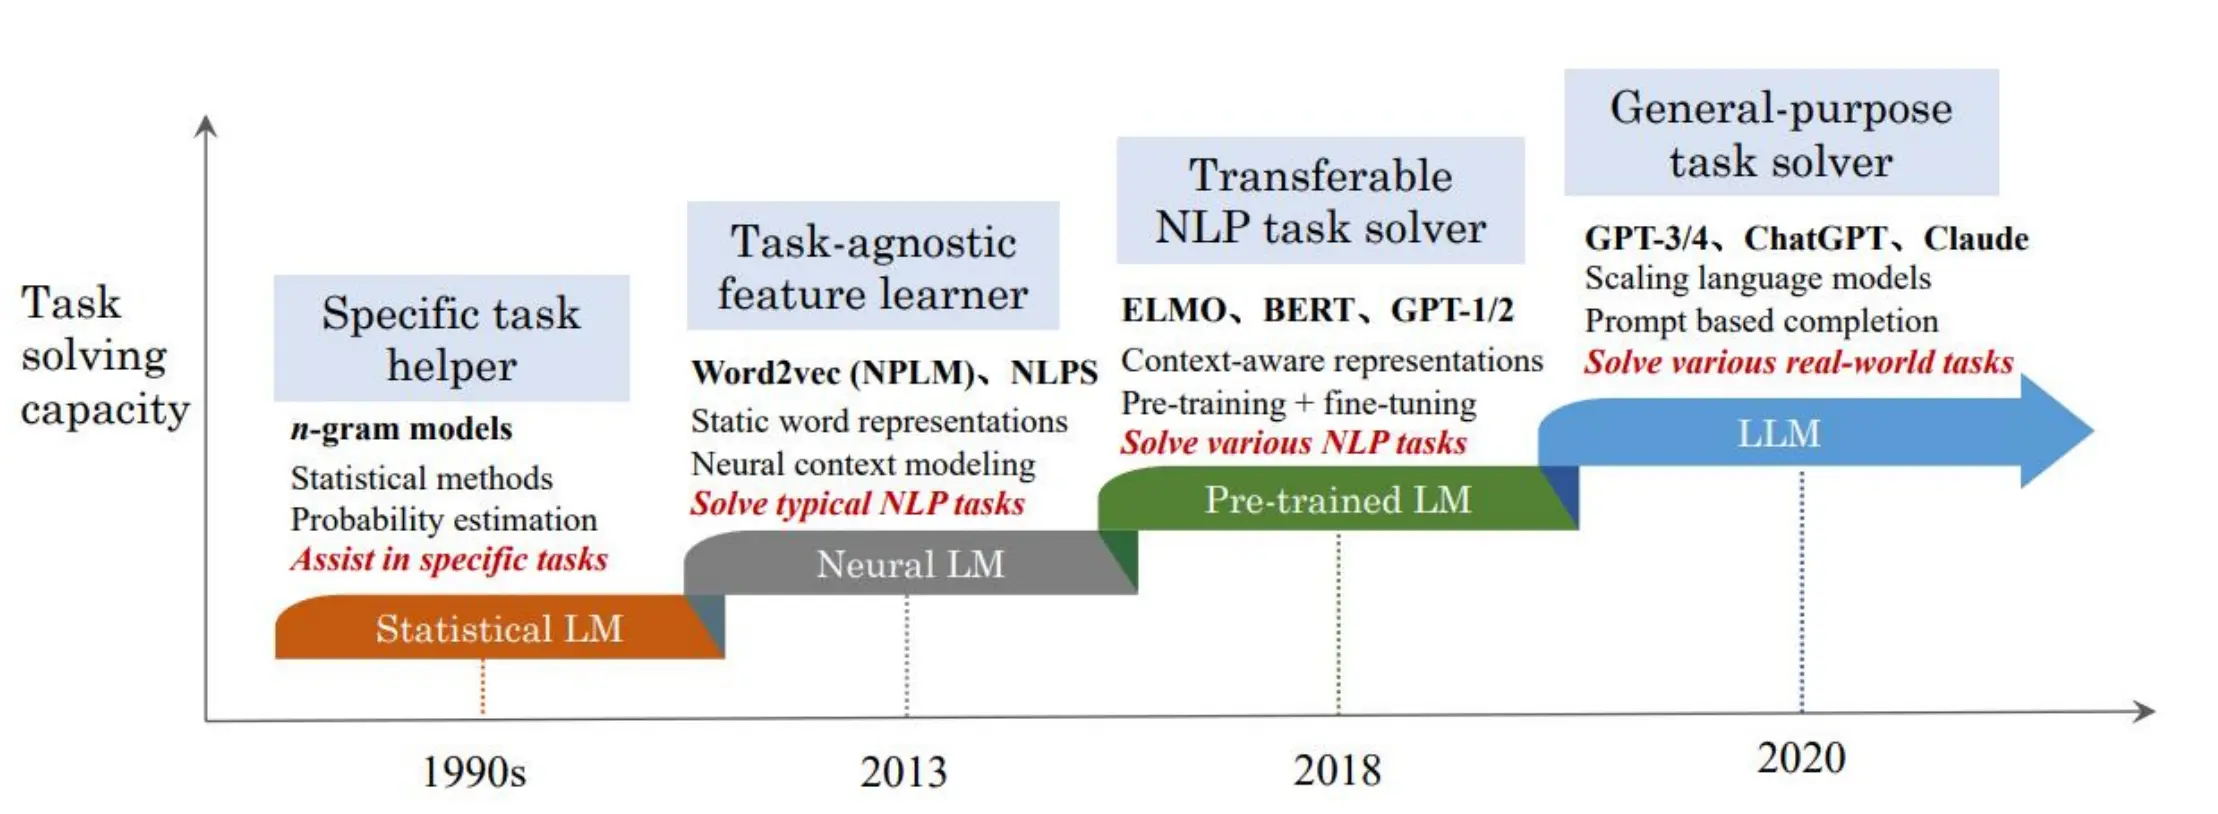 Task
solving
capacity
Specific task
helper
n-gram models
Statistical methods
Probability estimation
Assist in specific tasks
Statistical LM
1990s
Task-agnostic
feature learner
Word2vec (NPLM)、NLPS
Static word representations
Neural context modeling
Solve typical NLP tasks
Neural LM
2013
Transferable
NLP task solver
ELMO、BERT、GPT-1/2
Context-aware representations
Pre-training + fine-tuning
Solve various NLP tasks
Pre-trained LM
2018
General-purpose
task solver
GPT-3/4、ChatGPT、Claude
Scaling language models
Prompt based completion
Solve various real-world tasks
LLM
2020